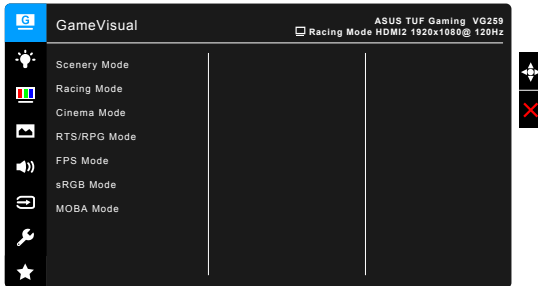 G
GameVisual
ASUS TUF Gaming VG259
Racing Mode HDMI2 1920x1080@ 120Hz
Scenery Mode
Racing Mode
Cinema Mode
RTS/RPG Mode
FPS Mode
sRGB Mode
MOBA Mode